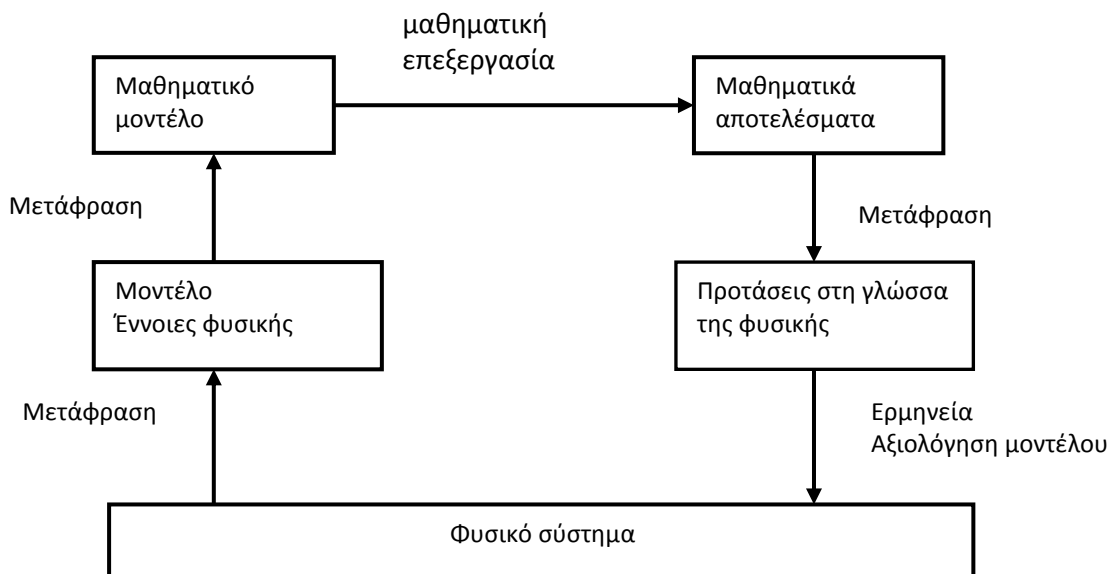 μαθηματική
επεξεργασία
Μαθηματικό
μοντέλο
Μαθηματικά
αποτελέσματα
Μετάφραση
Μετάφραση
Μοντέλο
Έννοιες φυσικής
Προτάσεις στη γλώσσα
της φυσικής
Μετάφραση
Ερμηνεία
Αξιολόγηση μοντέλου
Φυσικό σύστημα